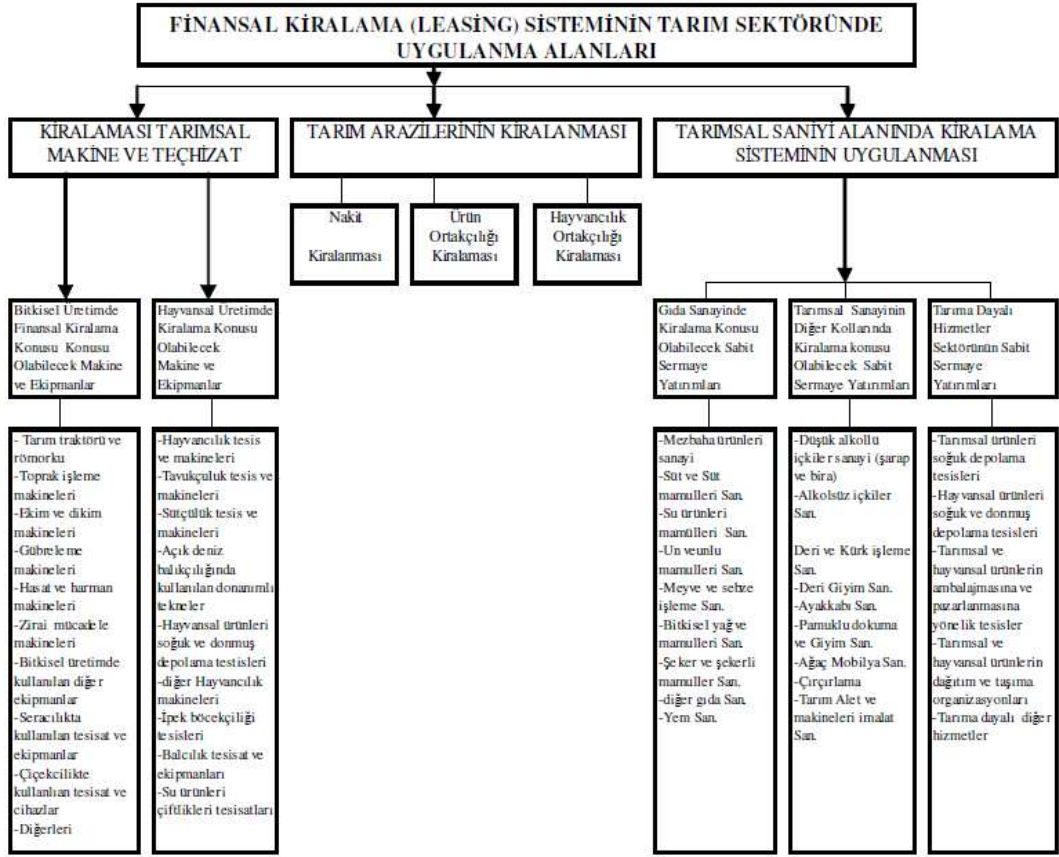 FİNANSAL KİRALAMA (LEASİNG) SİSTEMİNİN TARIM SEKTÖRÜNDE
UYGULANMA ALANLARI
KİRALAMASI TARIMSAL
MAKİNE VE TEÇHİZAT
TARIM ARAZİLERİNİN KİRALANMASI
TARIMSAL SANİYİ ALANINDA KİRALAMA
SİSTEMİNİN UYGULANMASI
Nakit
Kiralanması
Ürün
Ortakçılığı
Kiralaması
Hayvancılık
Ortakçılığı
Kiralaması
Bitkisel Üretimde
Finansal Kiralama
Konusu Konusu
Olabilecek Makine
ve Ekipmanlar
Hayvansal Üretimde
Kiralama Konusu
Olabilecek
Makine ve
Ekipmanlar
Gıda Sanayinde
Kiralama Konusu
Olabilecek Sabit
Sermaye
Yatırımları
Tarımsal Sanayinin
Diğer Kollarında
Kiralama konusu
Olabilecek Sabit
Sermaye Yatırımları
Tarıma Dayalı
Hizmetler
Sektörünün Sabit
Sermaye
Yatırımları
- Tarım traktörü ve
römorku
-Toprak işleme
makineleri
-Ekim ve dikim
makineleri
-Gübreleme
makineleri
-Hasat ve harman
makineleri
-Zirai mücadele
makineleri
-Bitkisel üretimde
kullanılan diğer
ekipmanlar
-Seracılıkta
kullanılan tesisat ve
ekipmanlar
-Çiçekcilikte
kullanlıan tesisat ve
cihazlar
-Diğerleri
-Hayvancılık tesis
ve makineleri
-Tavukçuluk tesis ve
makineleri
-Sütçülük tesis ve
makineleri
-Açık deniz
balıkçılığında
kullanılan donanımlı
tekneler
-Hayvansal ürünleri
soğuk ve donmuş
depolama testisleri
-diğer Hayvancılık
makineleri
-İpek böcekçiliği
tesisleri
-Balcılık tesisat ve
ekipmanları
-Su ürünleri
çiftlikleri tesisatları
-Mezbaha ürünleri
sanayi
-Süt ve Süt
mamulleri San.
-Su ürünleri
mamülleri San.
-Un veunlu
mamulleri San.
-Meyve ve sebze
işleme San.
-Bitkisel yağ ve
mamulleri San.
-Şeker ve şekerli
mamuller San.
-diğer gıda San.
-Yem San.
-Düşük alkollü
içkiler sanayi (şarap
ve bira)
-Alkolsüz içkiler
San.
Deri ve Kürk işleme
San.
-Deri Giyim San.
-Ayakkabı San.
-Pamuklu dokuma
ve Giyim San.
-Ağaç Mobilya San.
-Çırçırlama
-Tarım Alet ve
makineleri imalat
San.
-Tarımsal ürünleri
soğuk depolama
tesisleri
-Hayvansal ürünleri
soğuk ve donmuş
depolama tesisleri
-Tarımsal ve
hayvansal ürünlerin
ambalajmasına ve
pazarlanmasına
yönelik tesisler
-Tarımsal ve
hayvansal ürünlerin
dağıtım ve taşıma
organizasyonları
-Tarıma dayalı diğer
hizmetler